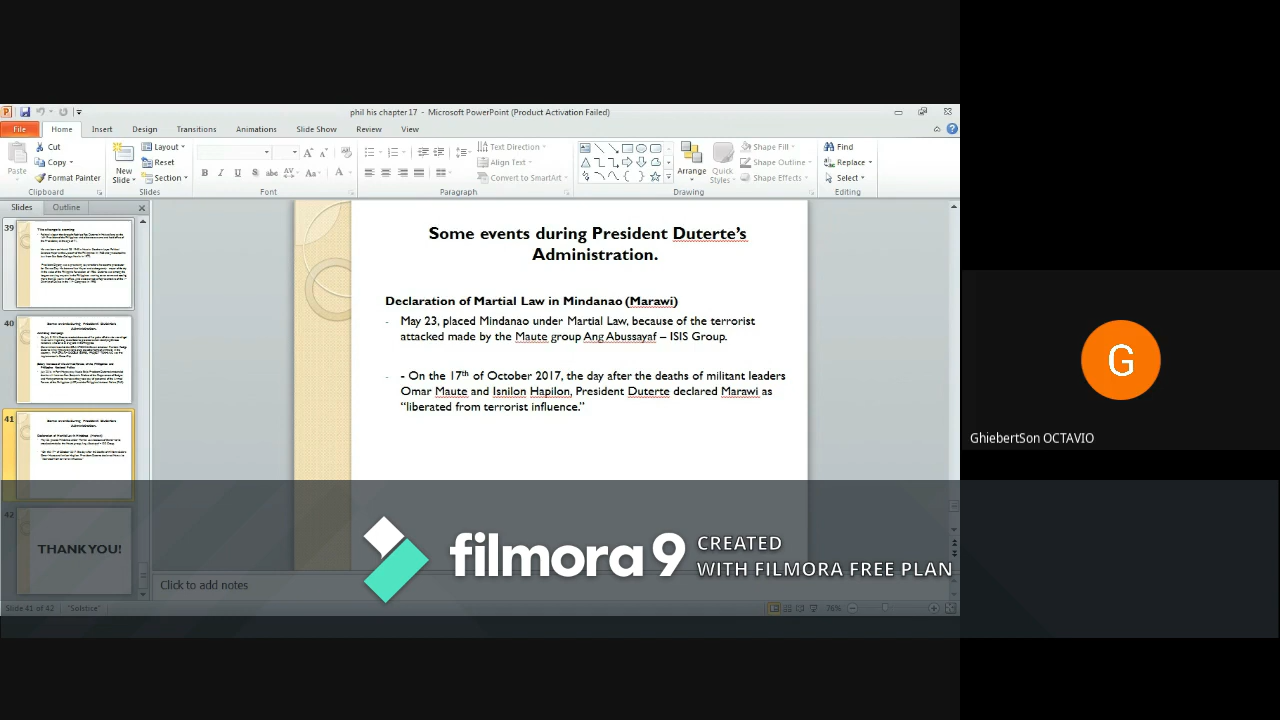 phil his chapter17 - Microsoft PowerPoint (Product Activation Failed)
File Home Insert Design Transitions Animations Slide Show Review View
Paste
Cut
Copy
Format Painter
Clipboard
New Slide
Layout
Reset
Section
Slides
Font
Text Direction
Align Text
Convert to SmartArt
Paragraph
Arrange
Quick Styles
Shape Fill
Shape Outline
Shape Effects
Drawing
Find
Replace
Select
Editing
Slides Outline
39
40
41
42
THANK YOU!
Some events during President Duterte’s
Administration.
Declaration of Martial Law in Mindanao (Marawi)
- May 23, placed Mindanao under Martial Law, because of the terrorist
attacked made by the Maute group Ang Abussayaf – ISIS Group.
- - On the 17th of October 2017, the day after the deaths of militant leaders
Omar Maute and Isnilon Hapilon, President Duterte declared Marawi as
“liberated from terrorist influence.”
Click to add notes
Slide 41 of 42 "Solstice" 76%
filmora 9
CREATED
WITH FILMORA FREE PLAN
G
GhiebertSon OCTAVIO